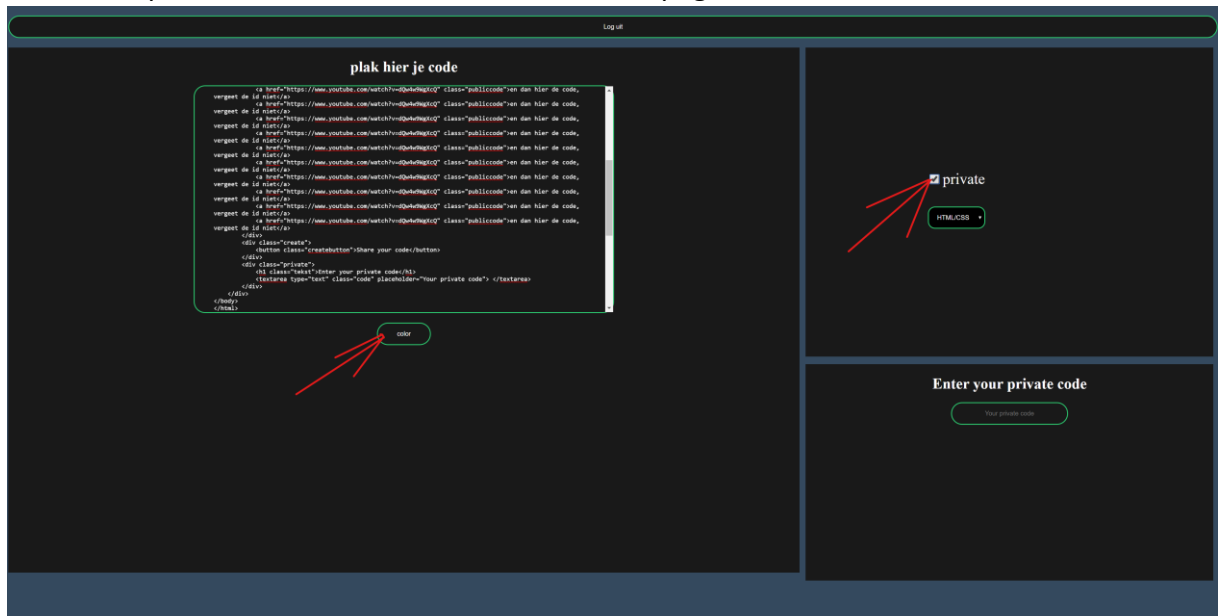 Log uit
plak hier je code
<a href="https://www.youtube.com/watch?v=dQw4w9WgXcQ" class="publiccode">en dan hier de code,
vergeet de id niet</a>
<a href="https://www.youtube.com/watch?v=dQw4w9WgXcQ" class="publiccode">en dan hier de code,
vergeet de id niet</a>
<a href="https://www.youtube.com/watch?v=dQw4w9WgXcQ" class="publiccode">en dan hier de code,
vergeet de id niet</a>
<a href="https://www.youtube.com/watch?v=dQw4w9WgXcQ" class="publiccode">en dan hier de code,
vergeet de id niet</a>
<a href="https://www.youtube.com/watch?v=dQw4w9WgXcQ" class="publiccode">en dan hier de code,
vergeet de id niet</a>
<a href="https://www.youtube.com/watch?v=dQw4w9WgXcQ" class="publiccode">en dan hier de code,
vergeet de id niet</a>
<a href="https://www.youtube.com/watch?v=dQw4w9WgXcQ" class="publiccode">en dan hier de code,
vergeet de id niet</a>
<a href="https://www.youtube.com/watch?v=dQw4w9WgXcQ" class="publiccode">en dan hier de code,
vergeet de id niet</a>
<a href="https://www.youtube.com/watch?v=dQw4w9WgXcQ" class="publiccode">en dan hier de code,
vergeet de id niet</a>
<a href="https://www.youtube.com/watch?v=dQw4w9WgXcQ" class="publiccode">en dan hier de code,
vergeet de id niet</a>
</div>
<div class="create">
<button class="createbutton">Share your code</button>
</div>
<div class="private">
<h1 class="tekst">Enter your private code</h1>
<textarea type="text" class="code" placeholder="Your private code"> </textarea>
</div>
</div>
</body>
</html>
color
private
HTML/CSS
Enter your private code
Your private code